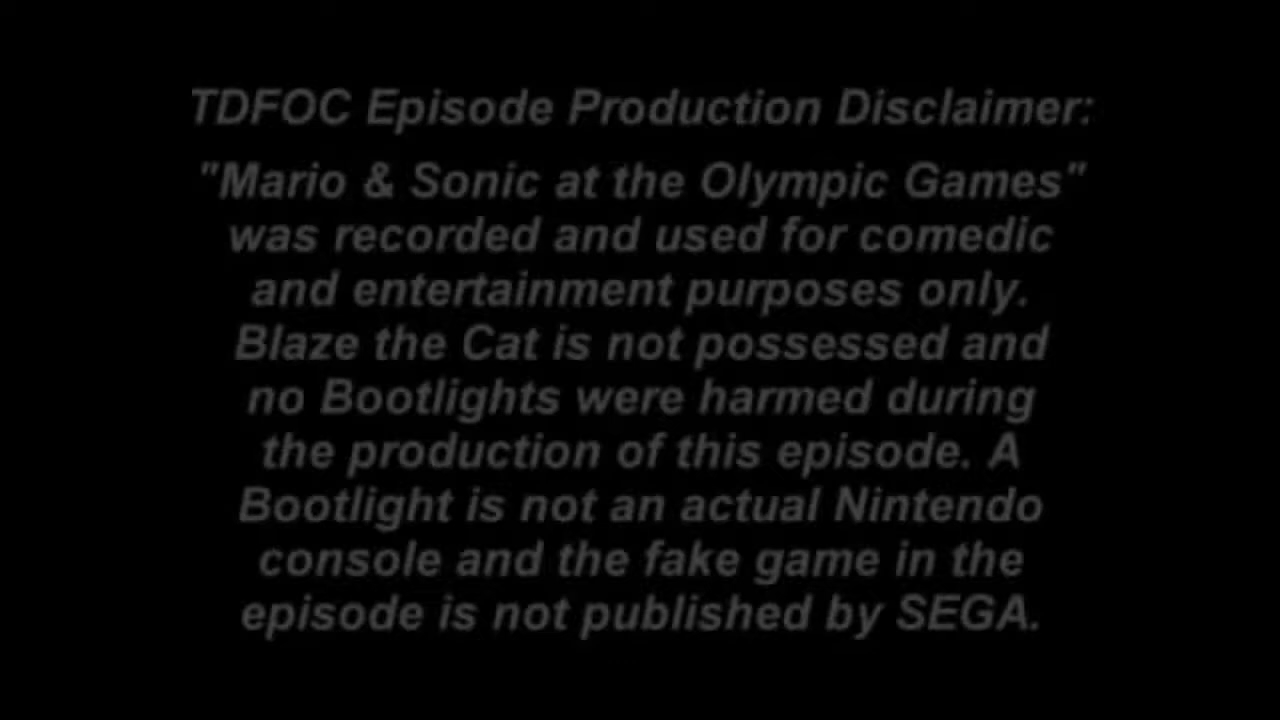 TDFOC Episode Production Disclaimer:
"Mario & Sonic at the Olympic Games"
was recorded and used for comedic
and entertainment purposes only.
Blaze the Cat is not possessed and
no Bootlights were harmed during
the production of this episode. A
Bootlight is not an actual Nintendo
console and the fake game in the
episode is not published by SEGA.